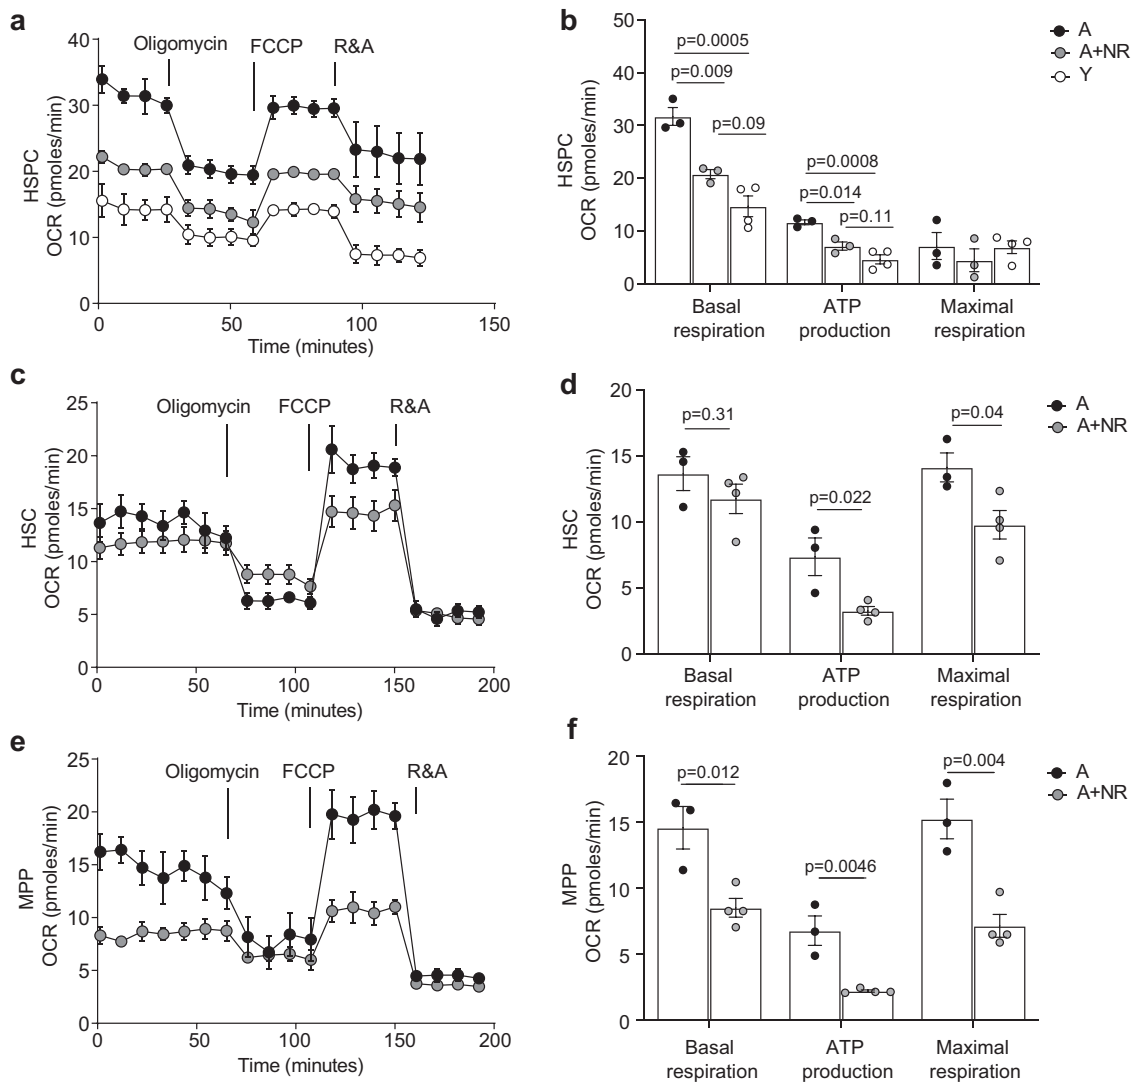 a
HSPC
OCR (pmoles/min)
40
30
20
10
0
Oligomycin
FCCP
R&A
0
50
100
150
Time (minutes)
b
HSPC
OCR (pmoles/min)
50
40
30
20
10
0
p=0.0005
p=0.009
p=0.09
p=0.0008
p=0.014
p=0.11
Basal
respiration
ATP
production
Maximal
respiration
A
A+NR
Y
c
HSC
OCR (pmoles/min)
25
20
15
10
5
0
Oligomycin
FCCP
R&A
0
50
100
150
200
Time (minutes)
d
HSC
OCR (pmoles/min)
20
15
10
5
0
p=0.31
p=0.022
p=0.04
Basal
respiration
ATP
production
Maximal
respiration
A
A+NR
e
MPP
OCR (pmoles/min)
25
20
15
10
5
0
Oligomycin
FCCP
R&A
0
50
100
150
200
Time (minutes)
f
MPP
OCR (pmoles/min)
20
15
10
5
0
p=0.012
p=0.0046
p=0.004
Basal
respiration
ATP
production
Maximal
respiration
A
A+NR